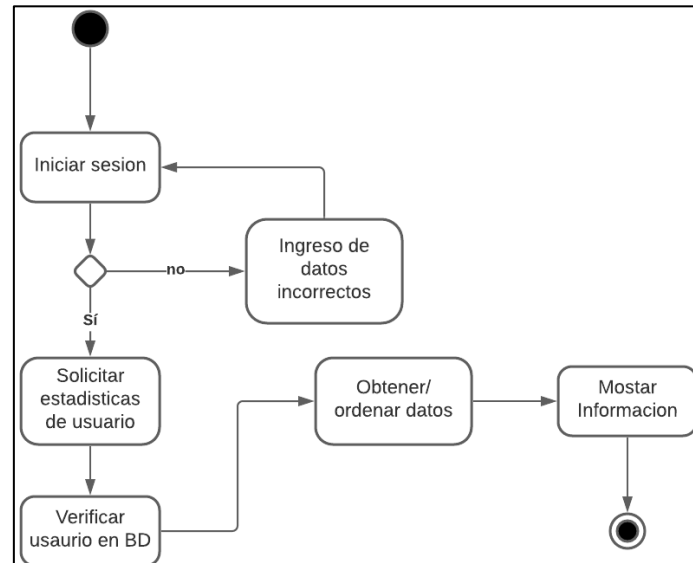 Iniciar sesion
Ingreso de
datos
incorrectos
no
Sí
Solicitar
estadisticas
de usuario
Verificar
usaurio en BD
Obtener/
ordenar datos
Mostar
Informacion